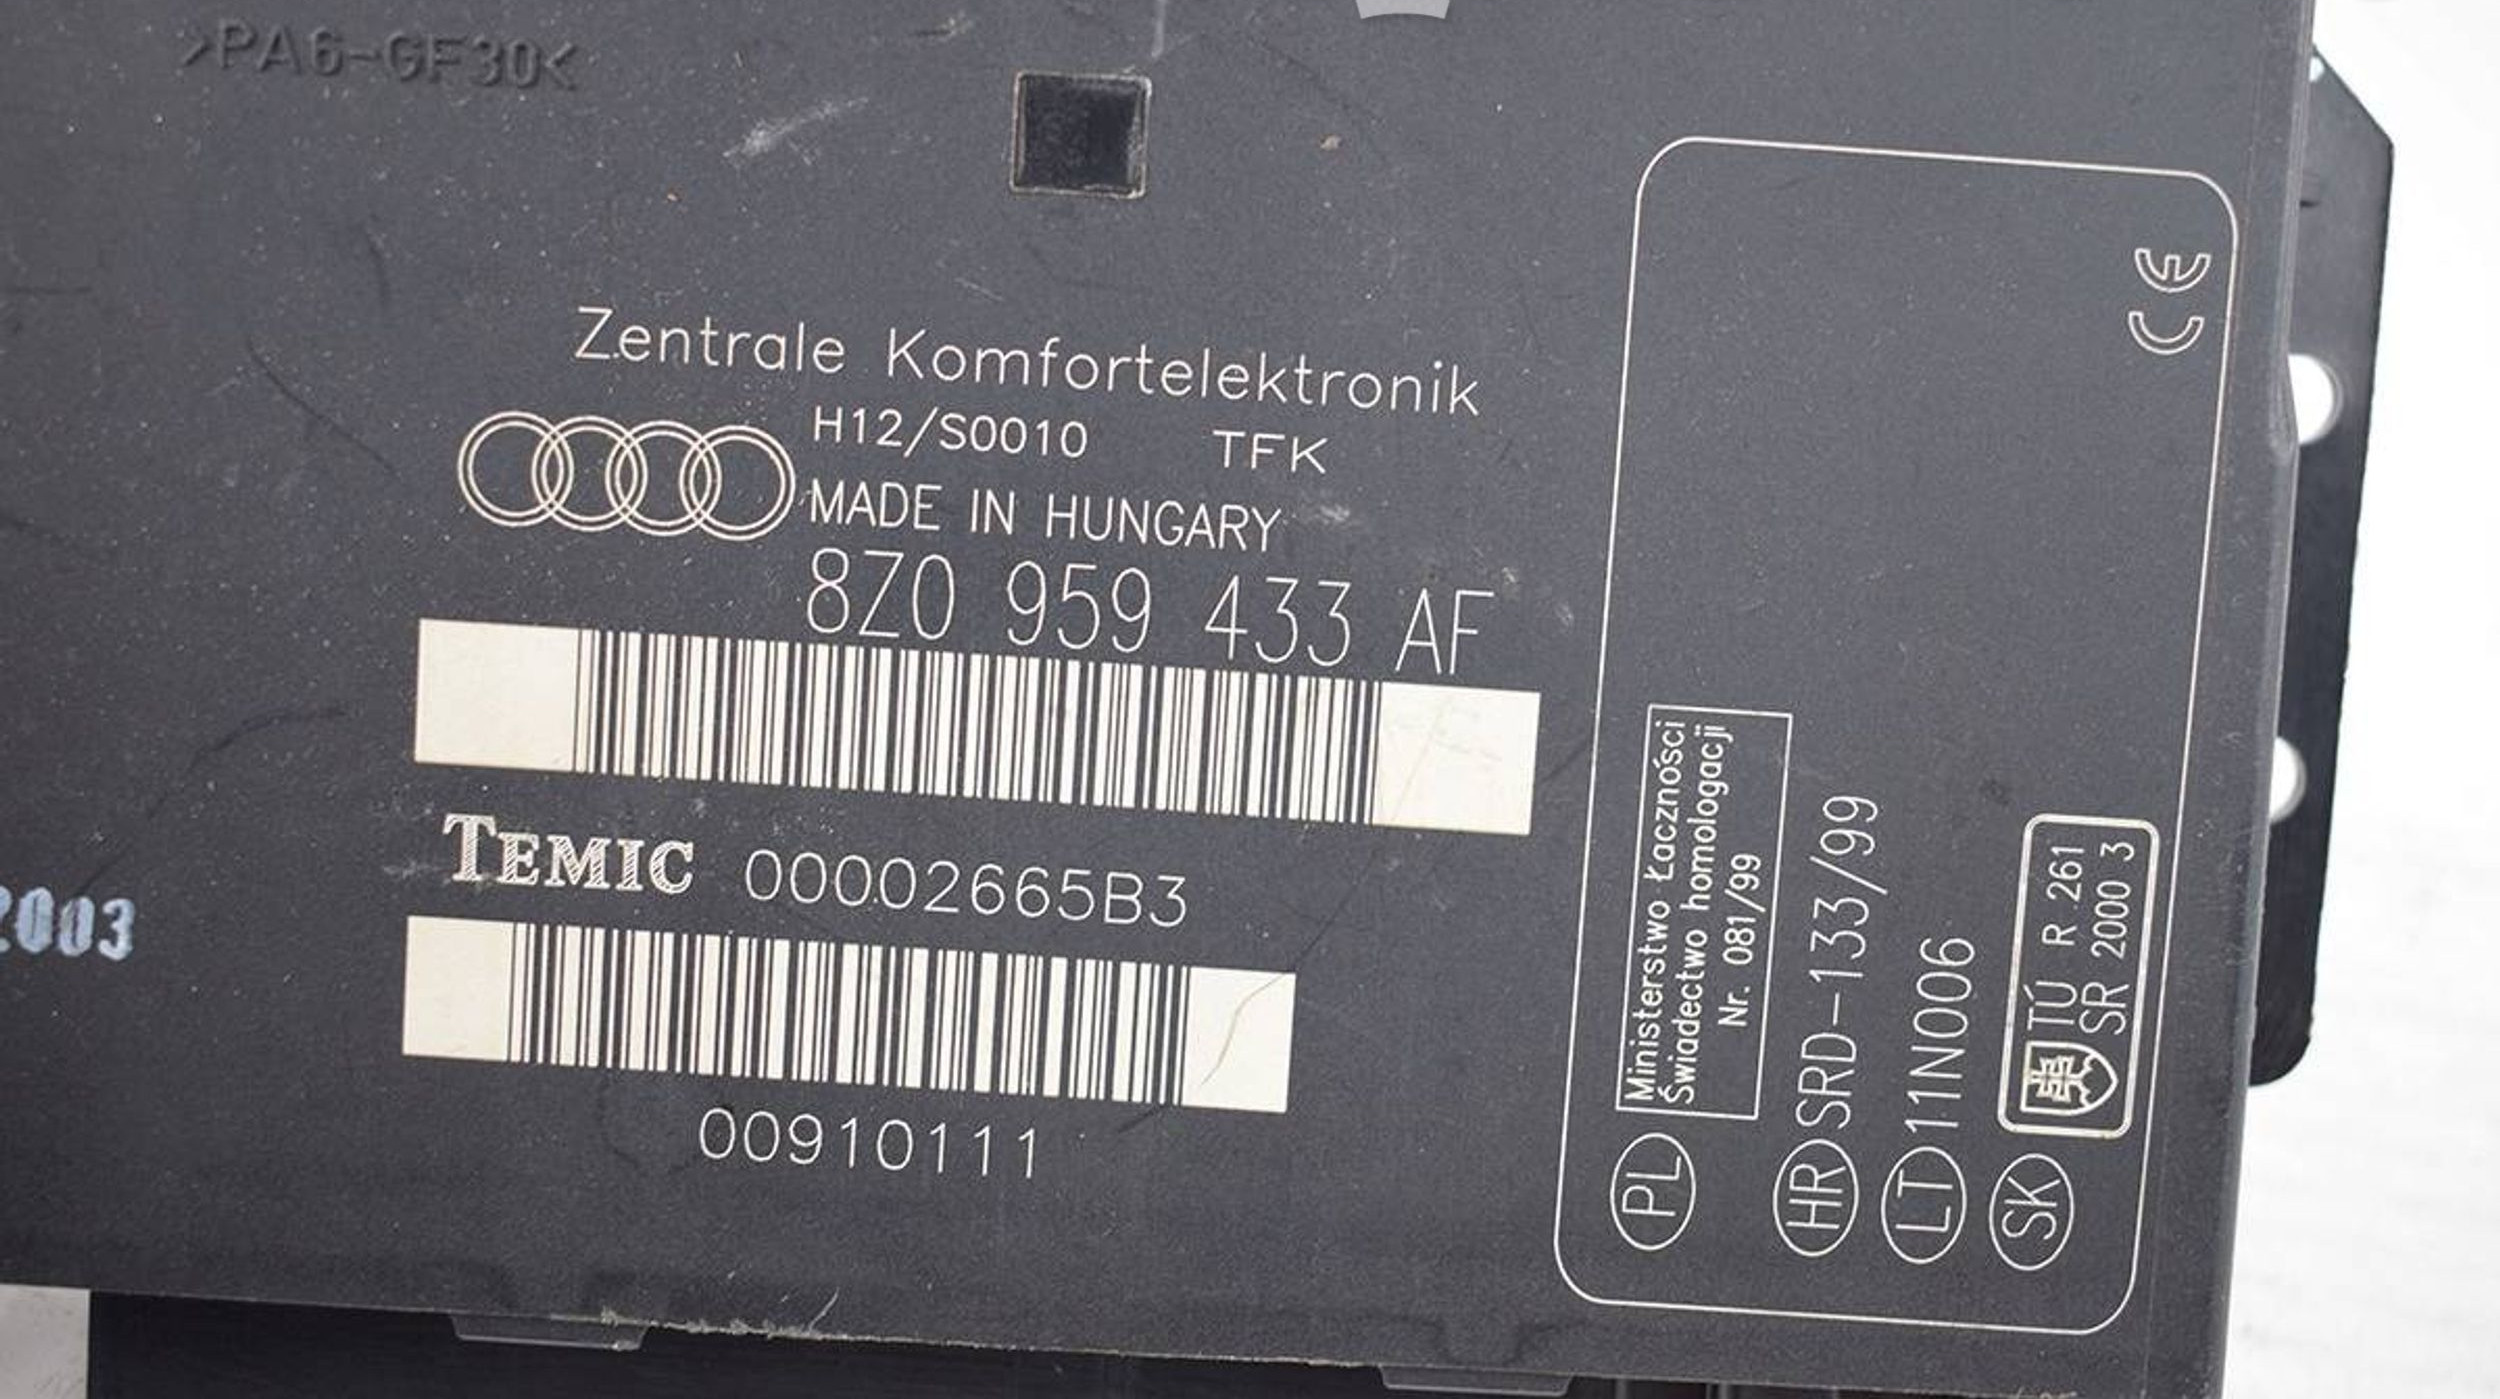 >PA6-GF30<
Zentrale Komfortelektronik
H12/S0010 TFK
MADE IN HUNGARY
8Z0 959 433 AF
TEMIC 00002665B3
00910111
2003
CE
PL
Ministerstwo Łączności
Świadectwo homologacji
Nr. 081/99
HR SRD-133/99
LT 11N006
SK
TÚ R 261
SR 2000 3